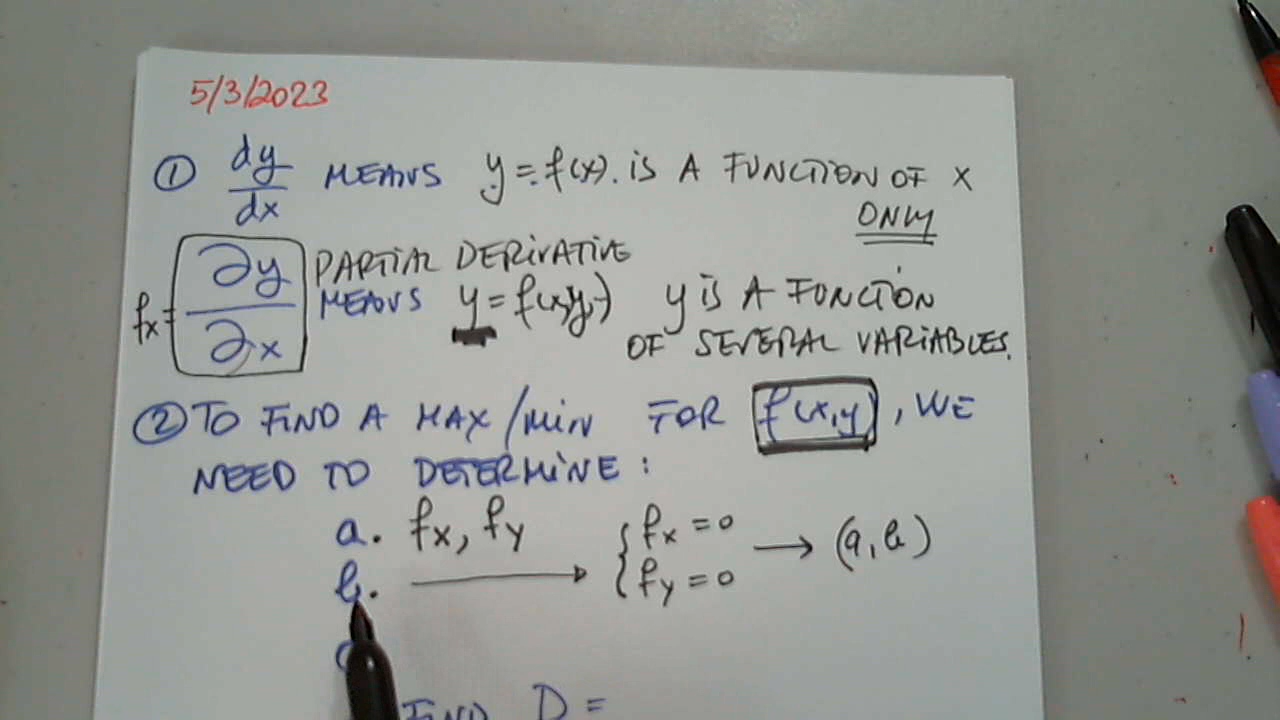 5/3/2023
① dy/dx MEANS y = f(x). IS A FUNCTION OF X
ONLY
fx = ∂y/∂x PARTIAL DERIVATIVE
MEANS y = f(x,y,) y IS A FUNCTION
OF SEVERAL VARIABLES.
② TO FIND A MAX/MIN FOR f(x,y), WE
NEED TO DETERMINE:
a. fx, fy { fx = 0 → (a, b)
b. → { fy = 0
FIND D =